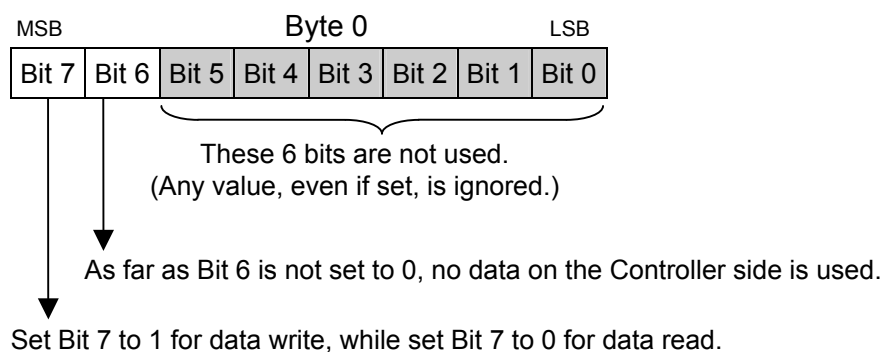 MSB Byte 0 LSB
Bit 7 Bit 6 Bit 5 Bit 4 Bit 3 Bit 2 Bit 1 Bit 0
These 6 bits are not used.
(Any value, even if set, is ignored.)
As far as Bit 6 is not set to 0, no data on the Controller side is used.
Set Bit 7 to 1 for data write, while set Bit 7 to 0 for data read.